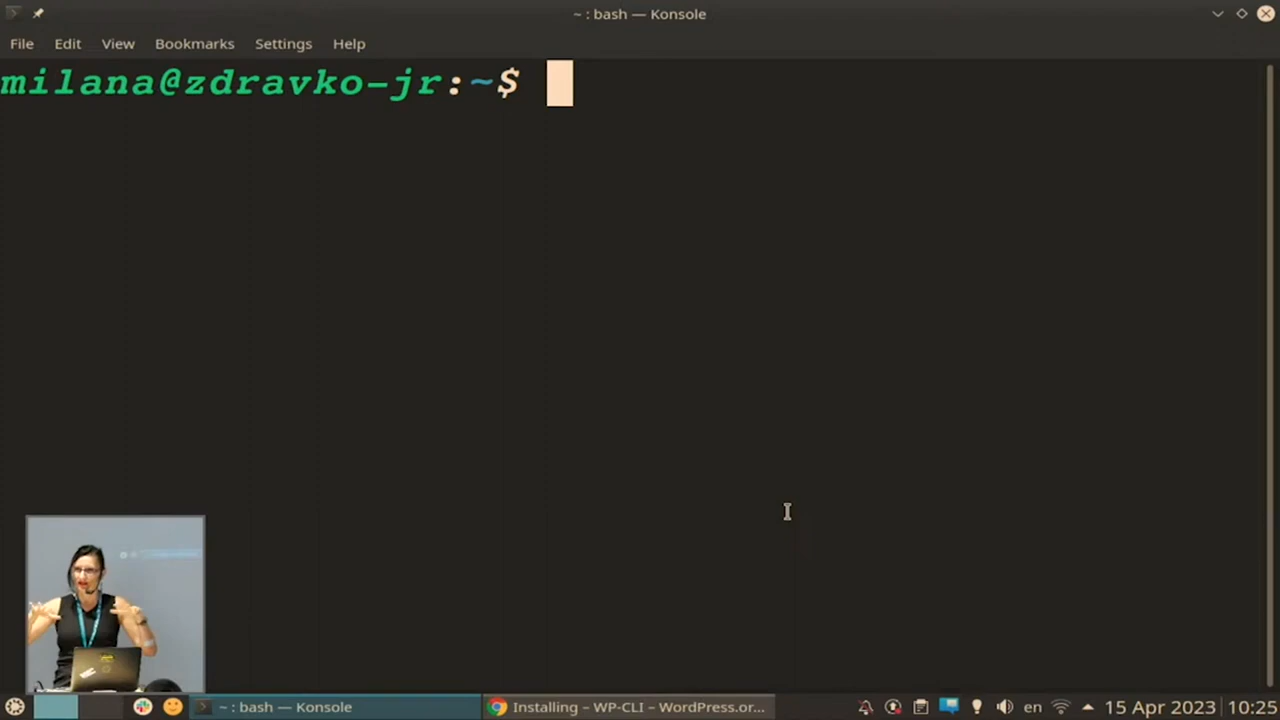 ~ : bash — Konsole
File Edit View Bookmarks Settings Help
milana@zdravko-jr:~$
~ : bash — Konsole
Installing – WP-CLI – WordPress.or...
en
15 Apr 2023
10:25